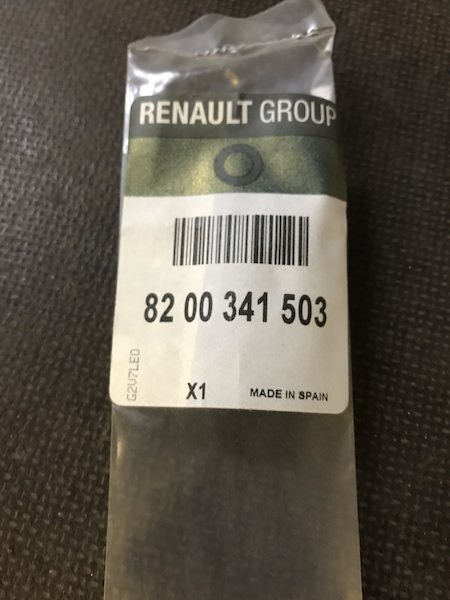 RENAULT GROUP
82 00 341 503
G2U7LE0
X1
MADE IN SPAIN